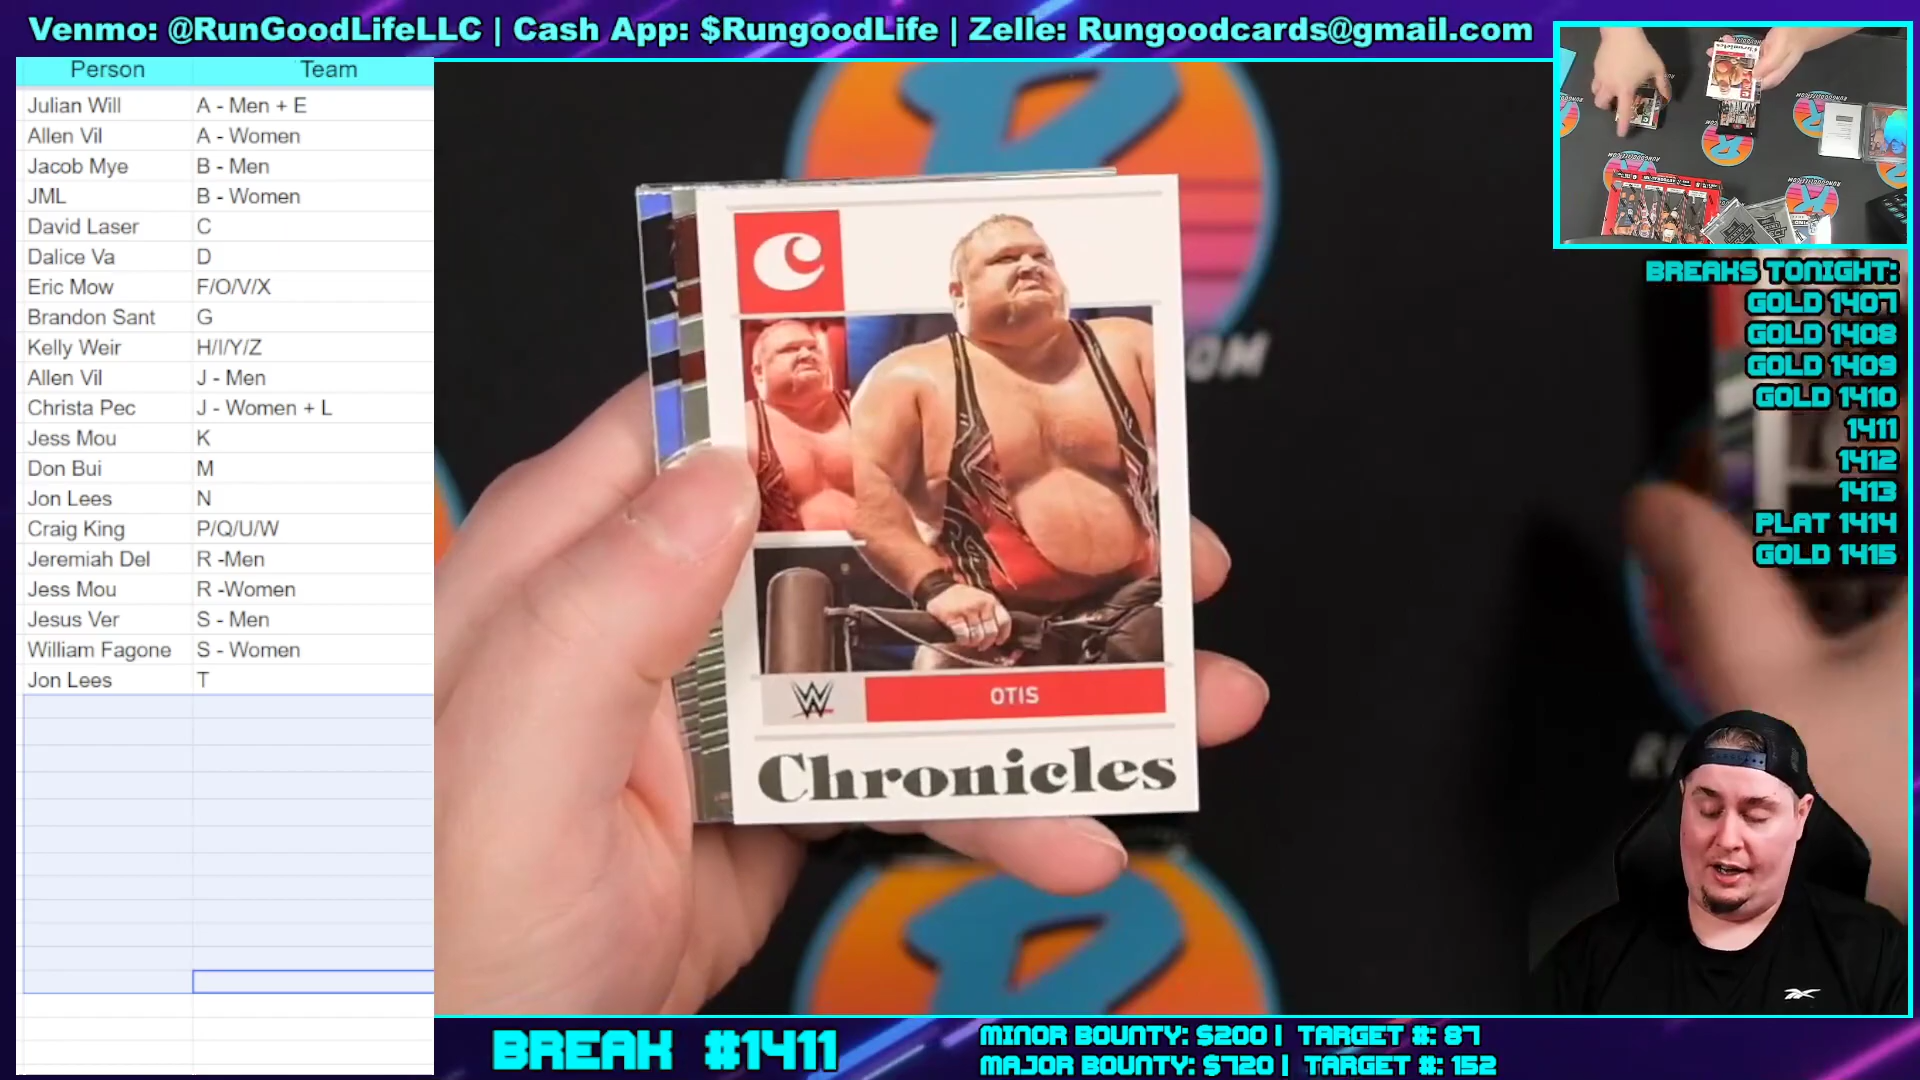 Venmo: @RunGoodLifeLLC | Cash App: $RungoodLife | Zelle: Rungoodcards@gmail.com
Person Team
Julian Will A - Men + E
Allen Vil A - Women
Jacob Mye B - Men
JML B - Women
David Laser C
Dalice Va D
Eric Mow F/O/V/X
Brandon Sant G
Kelly Weir H/I/Y/Z
Allen Vil J - Men
Christa Pec J - Women + L
Jess Mou K
Don Bui M
Jon Lees N
Craig King P/Q/U/W
Jeremiah Del R -Men
Jess Mou R -Women
Jesus Ver S - Men
William Fagone S - Women
Jon Lees T
C
W
OTIS
Chronicles
BREAKS TONIGHT:
GOLD 1407
GOLD 1408
GOLD 1409
GOLD 1410
1411
1412
1413
PLAT 1414
GOLD 1415
BREAK #1411
MINOR BOUNTY: $200 | TARGET #: 87
MAJOR BOUNTY: $720 | TARGET #: 152